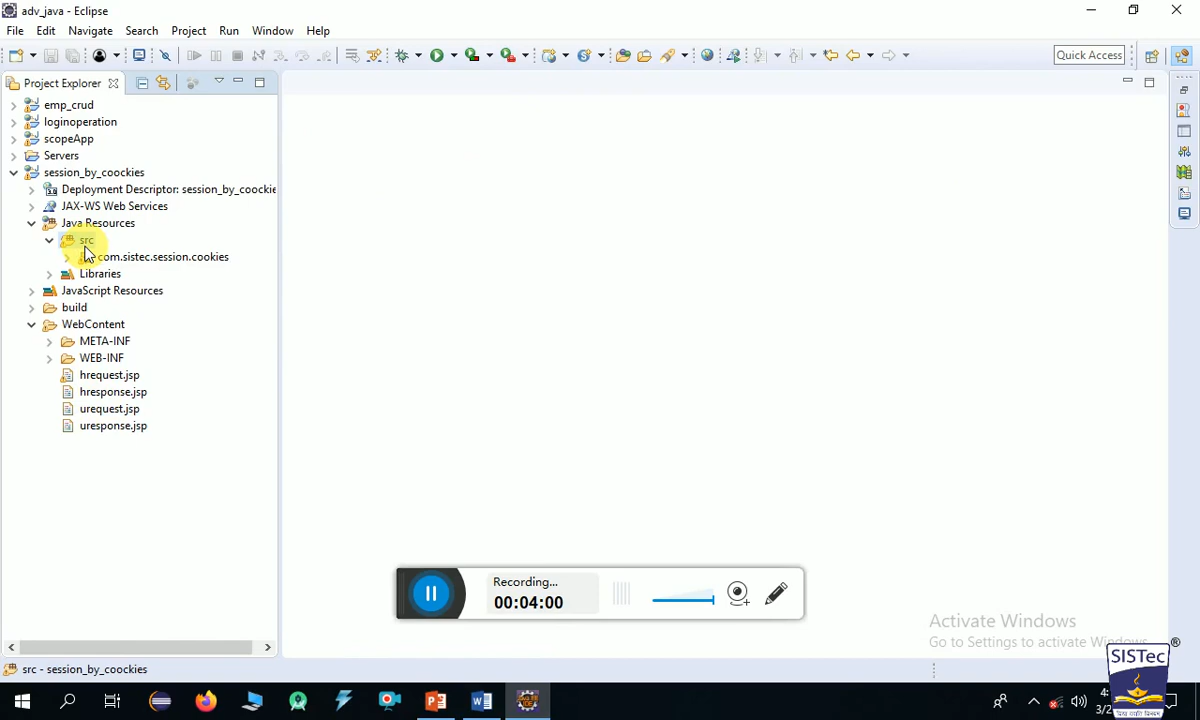 adv_java - Eclipse
File Edit Navigate Search Project Run Window Help
Quick Access
Project Explorer
emp_crud
loginoperation
scopeApp
Servers
session_by_coockies
Deployment Descriptor: session_by_coockie
JAX-WS Web Services
Java Resources
src
com.sistec.session.cookies
Libraries
JavaScript Resources
build
WebContent
META-INF
WEB-INF
hrequest.jsp
hresponse.jsp
urequest.jsp
uresponse.jsp
Recording...
00:04:00
Activate Windows
Go to Settings to activate Windows.
SISTec
®
src - session_by_coockies